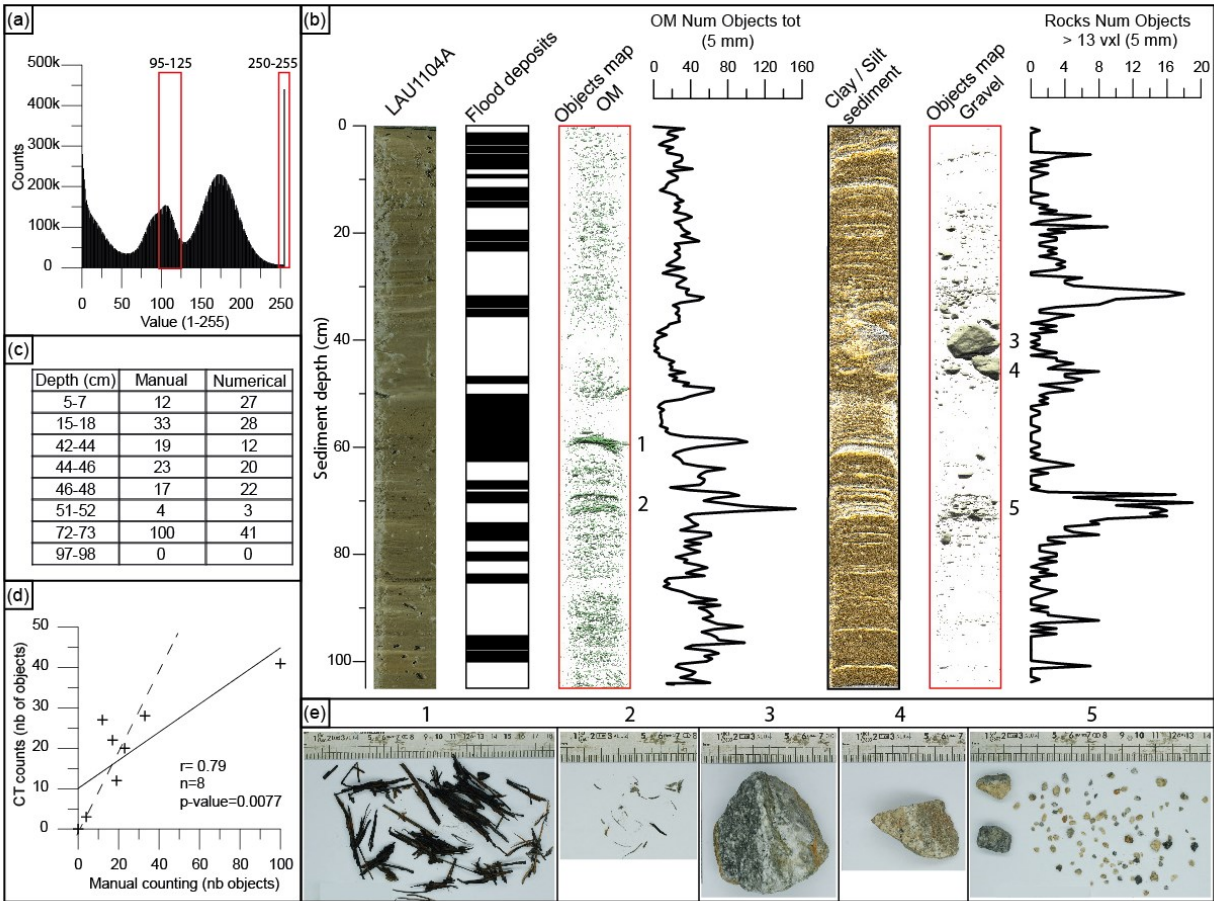 (a)
95-125
250-255
500k
400k
300k
200k
100k
0
Counts
0
50
100
150
200
250
Value (1-255)
(b)
LAU1104A
Flood deposits
Objects map
OM
OM Num Objects tot
(5 mm)
0
40
80
120
160
Clay / Silt
sediment
Objects map
Gravel
Rocks Num Objects
> 13 vxl (5 mm)
0
4
8
12
16
20
0
20
40
60
80
100
Sediment depth (cm)
1
2
3
4
5
(c)
Depth (cm) Manual Numerical
5-7 12 27
15-18 33 28
42-44 19 12
44-46 23 20
46-48 17 22
51-52 4 3
72-73 100 41
97-98 0 0
(d)
50
40
30
20
10
0
CT counts (nb of objects)
r= 0.79
n=8
p-value=0.0077
0
20
40
60
80
100
Manual counting (nb objects)
(e)
1
2
3
4
5